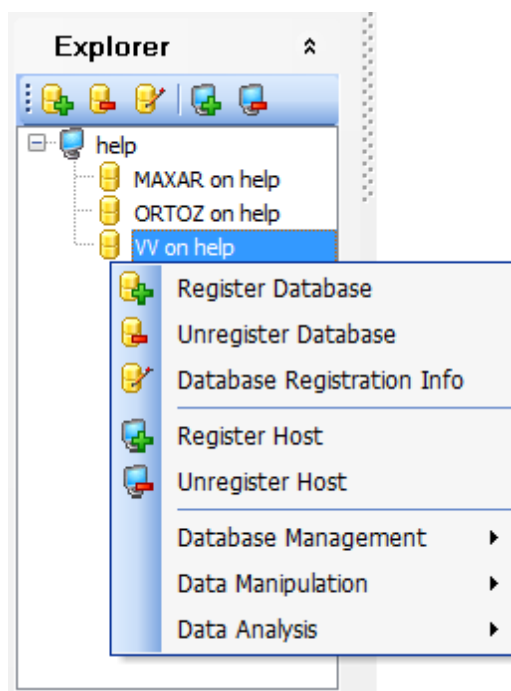 Explorer
help
MAXAR on help
ORTOZ on help
VV on help
Register Database
Unregister Database
Database Registration Info
Register Host
Unregister Host
Database Management
Data Manipulation
Data Analysis